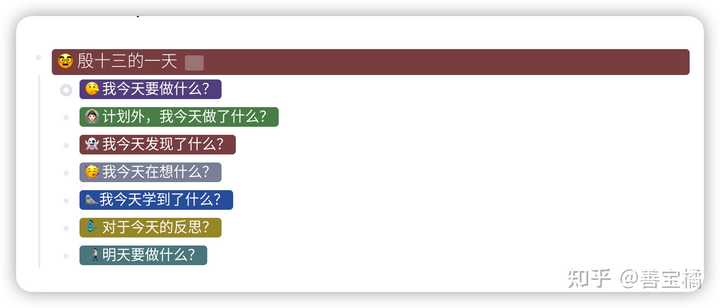 殷十三的一天
我今天要做什么？
计划外，我今天做了什么？
我今天发现了什么？
我今天在想什么？
我今天学到了什么？
对于今天的反思？
明天要做什么？
知乎 @善宝橘